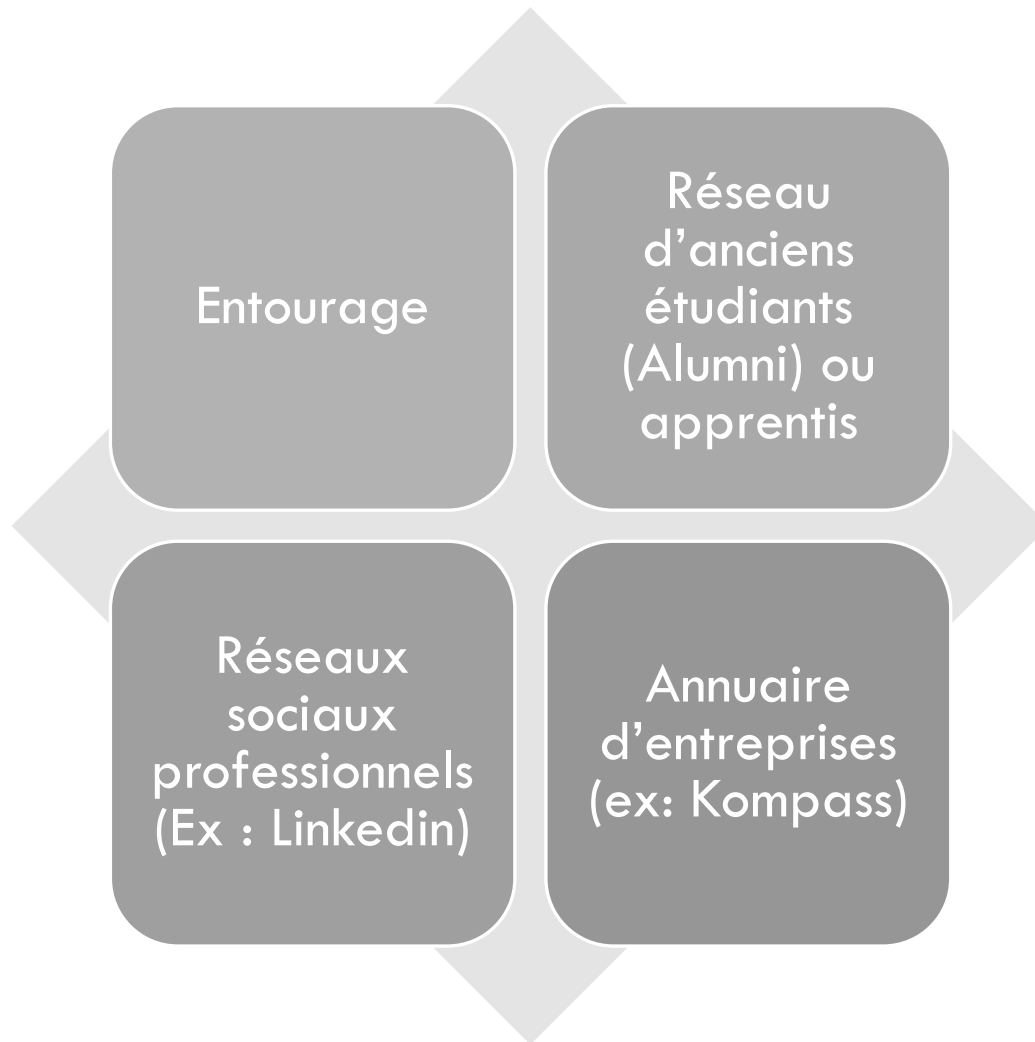 Entourage
Réseau
d’anciens
étudiants
(Alumni) ou
apprentis
Réseaux
sociaux
professionnels
(Ex : Linkedin)
Annuaire
d’entreprises
(ex: Kompass)